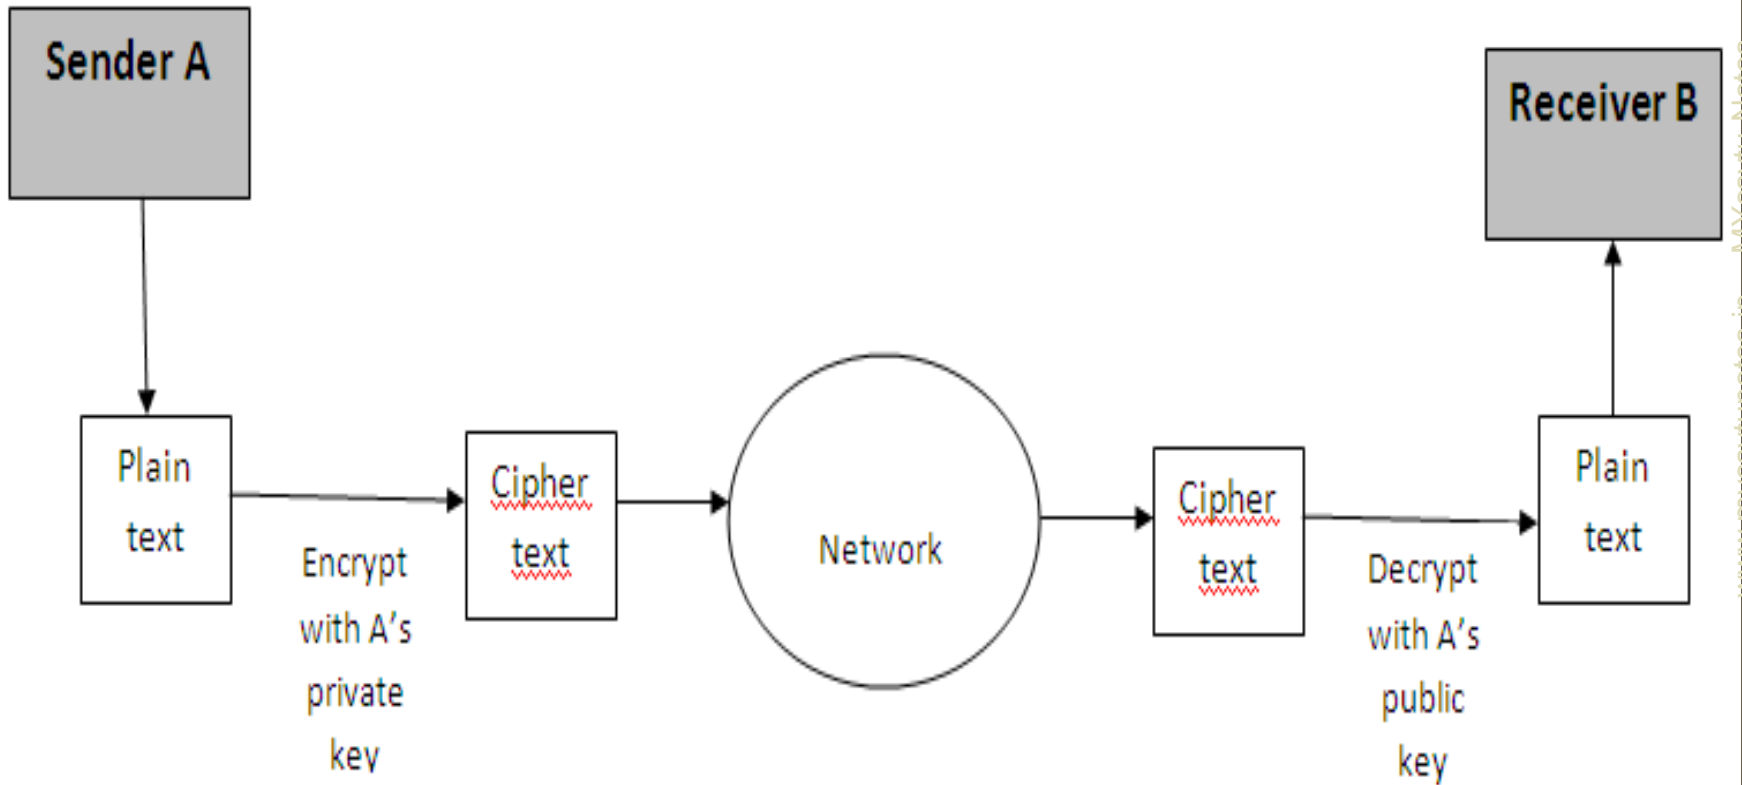 Sender A
Receiver B
Plain
text
Encrypt
with A's
private
key
Cipher
text
Network
Cipher
text
Decrypt
with A's
public
key
Plain
text